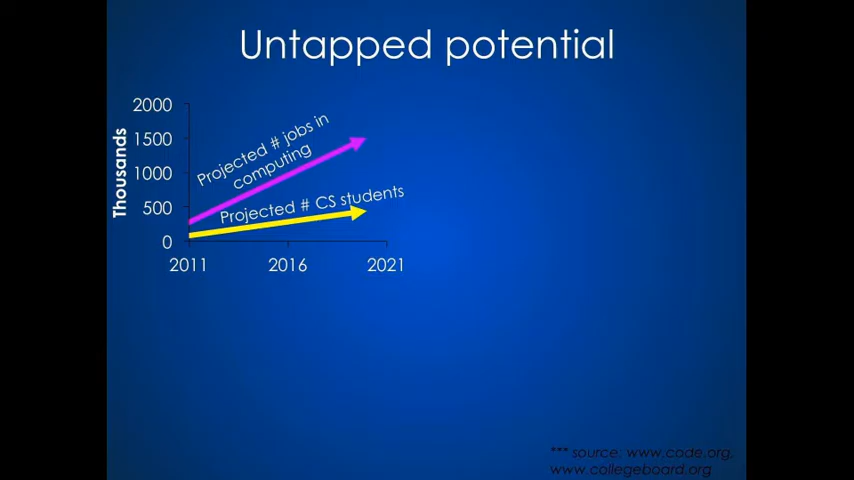 Untapped potential
2000
1500
1000
500
0
Thousands
Projected # jobs in
computing
Projected # CS students
2011 2016 2021
*** source: www.code.org,
www.collegeboard.org